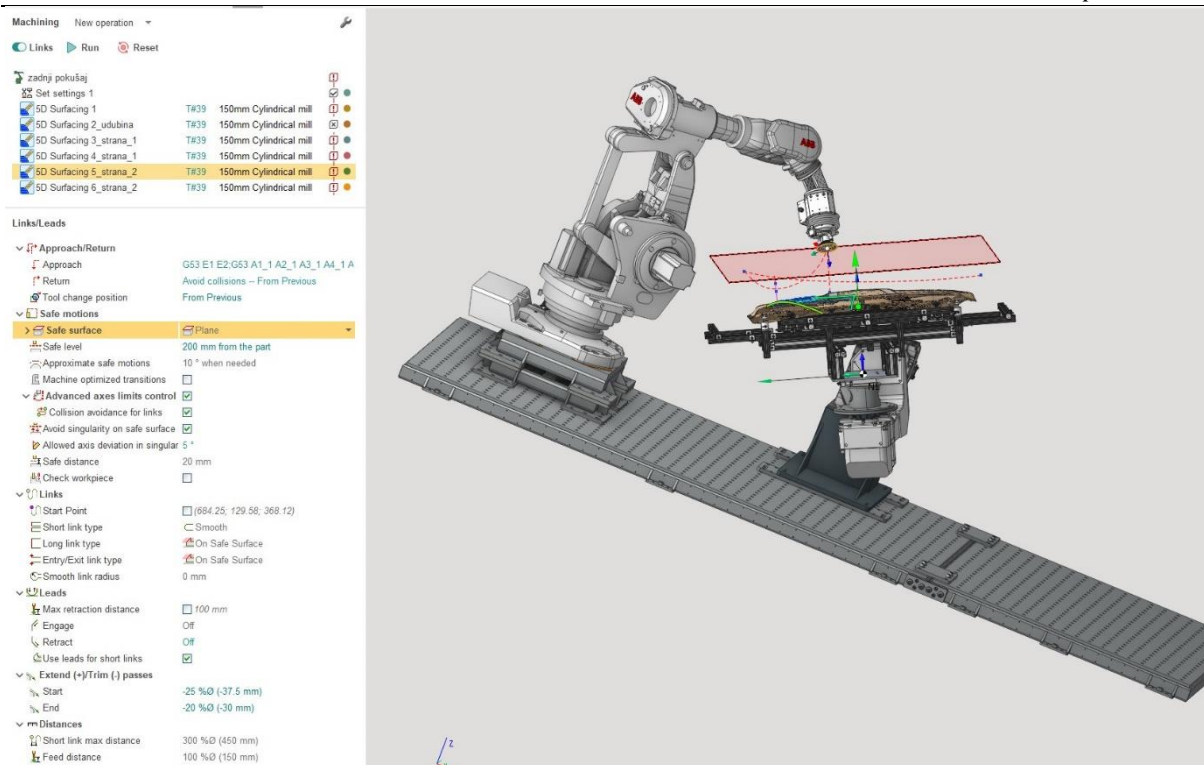 Machining New operation
Links Run Reset
zadnji pokušaj
Set settings 1
5D Surfacing 1 T#39 150mm Cylindrical mill
5D Surfacing 2_udubina T#39 150mm Cylindrical mill
5D Surfacing 3_strana_1 T#39 150mm Cylindrical mill
5D Surfacing 4_strana_1 T#39 150mm Cylindrical mill
5D Surfacing 5_strana_2 T#39 150mm Cylindrical mill
5D Surfacing 6_strana_2 T#39 150mm Cylindrical mill
Links/Leads
Approach/Return
Approach G53 E1 E2;G53 A1_1 A2_1 A3_1 A4_1 A
Return Avoid collisions – From Previous
Tool change position From Previous
Safe motions
Safe surface Plane
Safe level 200 mm from the part
Approximate safe motions 10 ° when needed
Machine optimized transitions
Advanced axes limits control
Collision avoidance for links
Avoid singularity on safe surface
Allowed axis deviation in singular 5 °
Safe distance 20 mm
Check workpiece
Links
Start Point (684.25; 129.58; 368.12)
Short link type Smooth
Long link type On Safe Surface
Entry/Exit link type On Safe Surface
Smooth link radius 0 mm
Leads
Max retraction distance 100 mm
Engage Off
Retract Off
Use leads for short links
Extend (+)/Trim (-) passes
Start -25 %Ø (-37.5 mm)
End -20 %Ø (-30 mm)
Distances
Short link max distance 300 %Ø (450 mm)
Feed distance 100 %Ø (150 mm)
ABB
ABB
Z